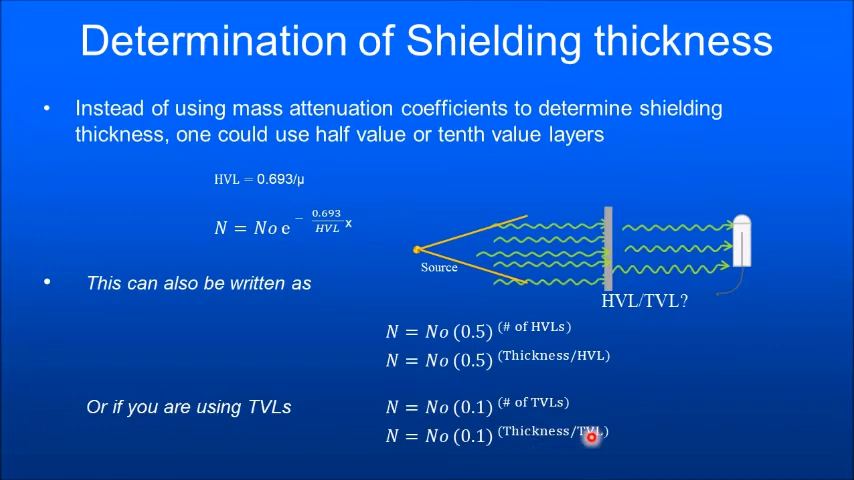 Determination of Shielding thickness
• Instead of using mass attenuation coefficients to determine shielding
thickness, one could use half value or tenth value layers
HVL = 0.693/μ
N = No e − 0.693/HVL x
Source
HVL/TVL?
• This can also be written as
N = No (0.5) (# of HVLs)
N = No (0.5) (Thickness/HVL)
Or if you are using TVLs
N = No (0.1) (# of TVLs)
N = No (0.1) (Thickness/TVL)